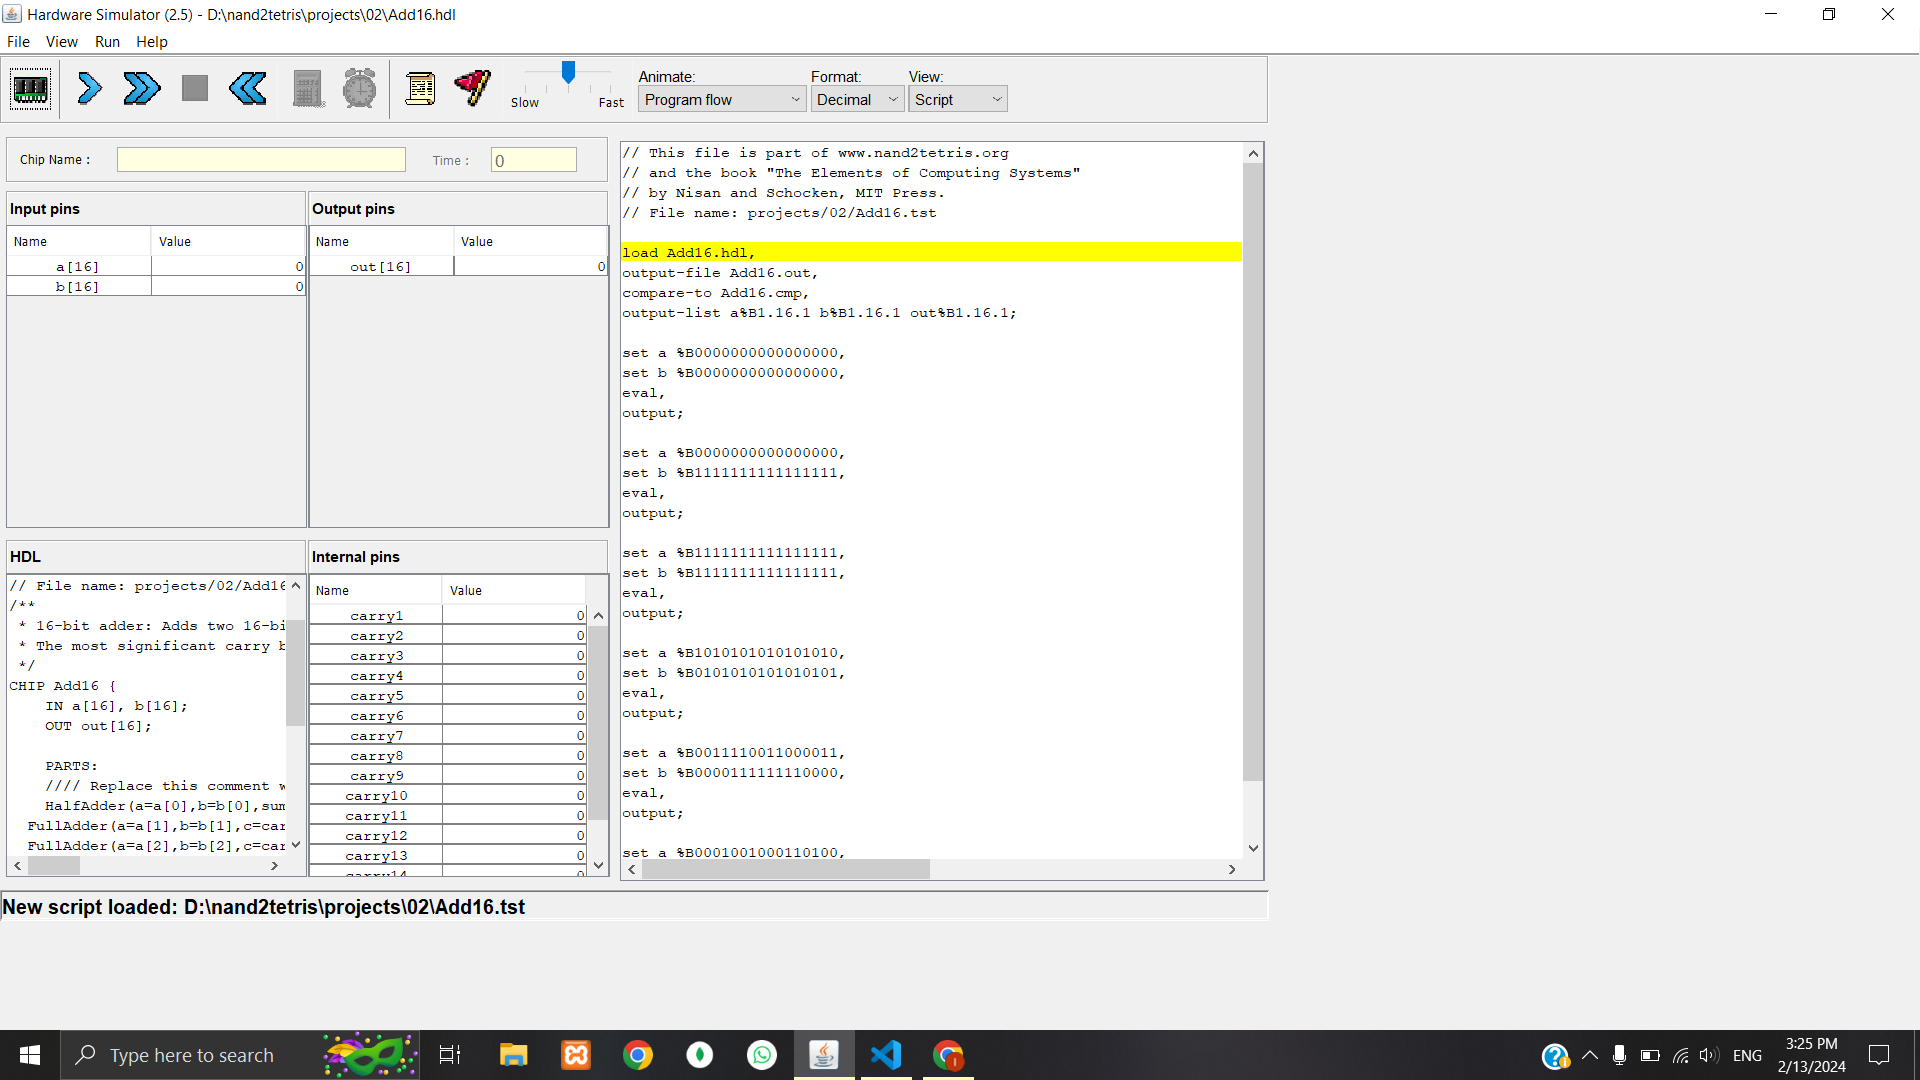 Hardware Simulator (2.5) - D:\nand2tetris\projects\02\Add16.hdl
File View Run Help
Slow Fast
Animate:
Program flow
Format:
Decimal
View:
Script
Chip Name :
Time :
0
Input pins
Name Value
a[16] 0
b[16] 0
Output pins
Name Value
out[16] 0
HDL
// File name: projects/02/Add16
/**
* 16-bit adder: Adds two 16-bi
* The most significant carry b
*/
CHIP Add16 {
IN a[16], b[16];
OUT out[16];
PARTS:
//// Replace this comment w
HalfAdder(a=a[0],b=b[0],sum
FullAdder(a=a[1],b=b[1],c=car
FullAdder(a=a[2],b=b[2],c=car
Internal pins
Name Value
carry1 0
carry2 0
carry3 0
carry4 0
carry5 0
carry6 0
carry7 0
carry8 0
carry9 0
carry10 0
carry11 0
carry12 0
carry13 0
carry14 0
// This file is part of www.nand2tetris.org
// and the book "The Elements of Computing Systems"
// by Nisan and Schocken, MIT Press.
// File name: projects/02/Add16.tst
load Add16.hdl,
output-file Add16.out,
compare-to Add16.cmp,
output-list a%B1.16.1 b%B1.16.1 out%B1.16.1;
set a %B0000000000000000,
set b %B0000000000000000,
eval,
output;
set a %B0000000000000000,
set b %B1111111111111111,
eval,
output;
set a %B1111111111111111,
set b %B1111111111111111,
eval,
output;
set a %B1010101010101010,
set b %B0101010101010101,
eval,
output;
set a %B0011110011000011,
set b %B0000111111110000,
eval,
output;
set a %B0001001000110100,
New script loaded: D:\nand2tetris\projects\02\Add16.tst
Type here to search
ENG
3:25 PM
2/13/2024